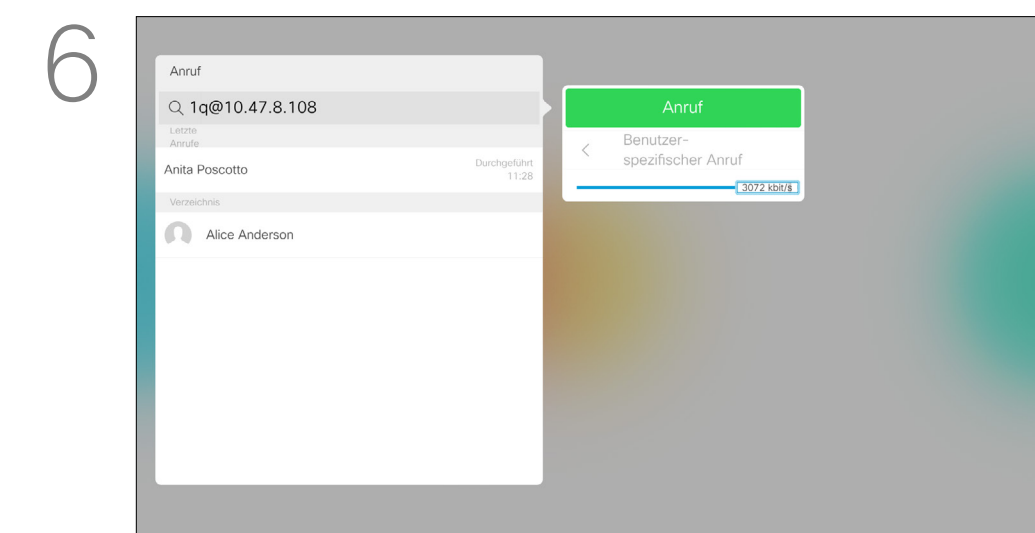 6
Anruf
1q@10.47.8.108
Letzte
Anrufe
Anita Poscotto
Durchgeführt
11:28
Verzeichnis
Alice Anderson
Anruf
Benutzer-
spezifischer Anruf
3072 kbit/s